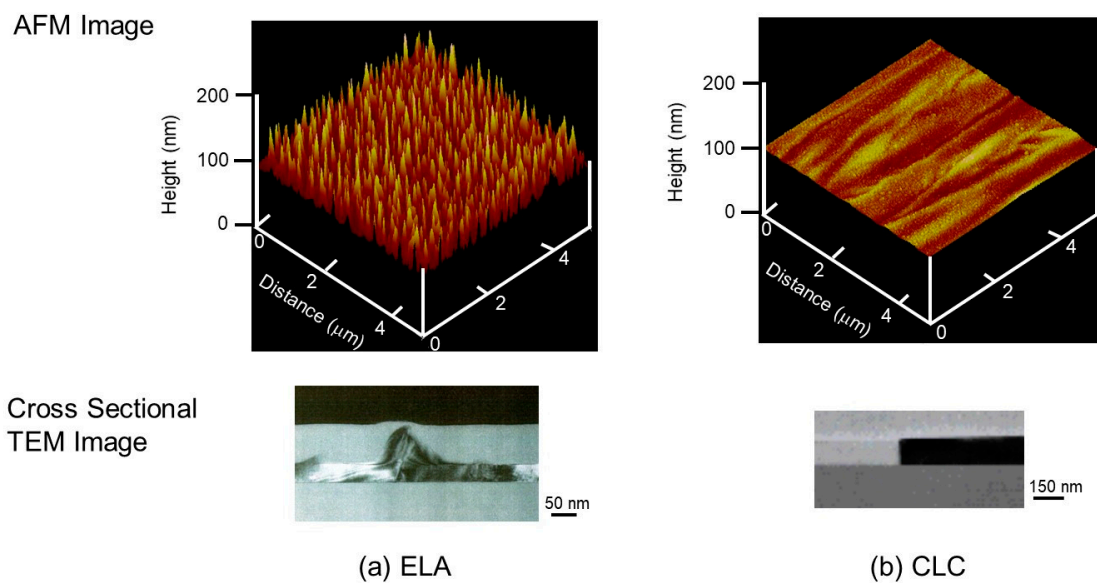 AFM Image
200
100
0
Height (nm)
0
2
4
Distance (μm)
0
2
4
200
100
0
Height (nm)
0
2
4
Distance (μm)
0
2
4
Cross Sectional
TEM Image
50 nm
150 nm
(a) ELA
(b) CLC